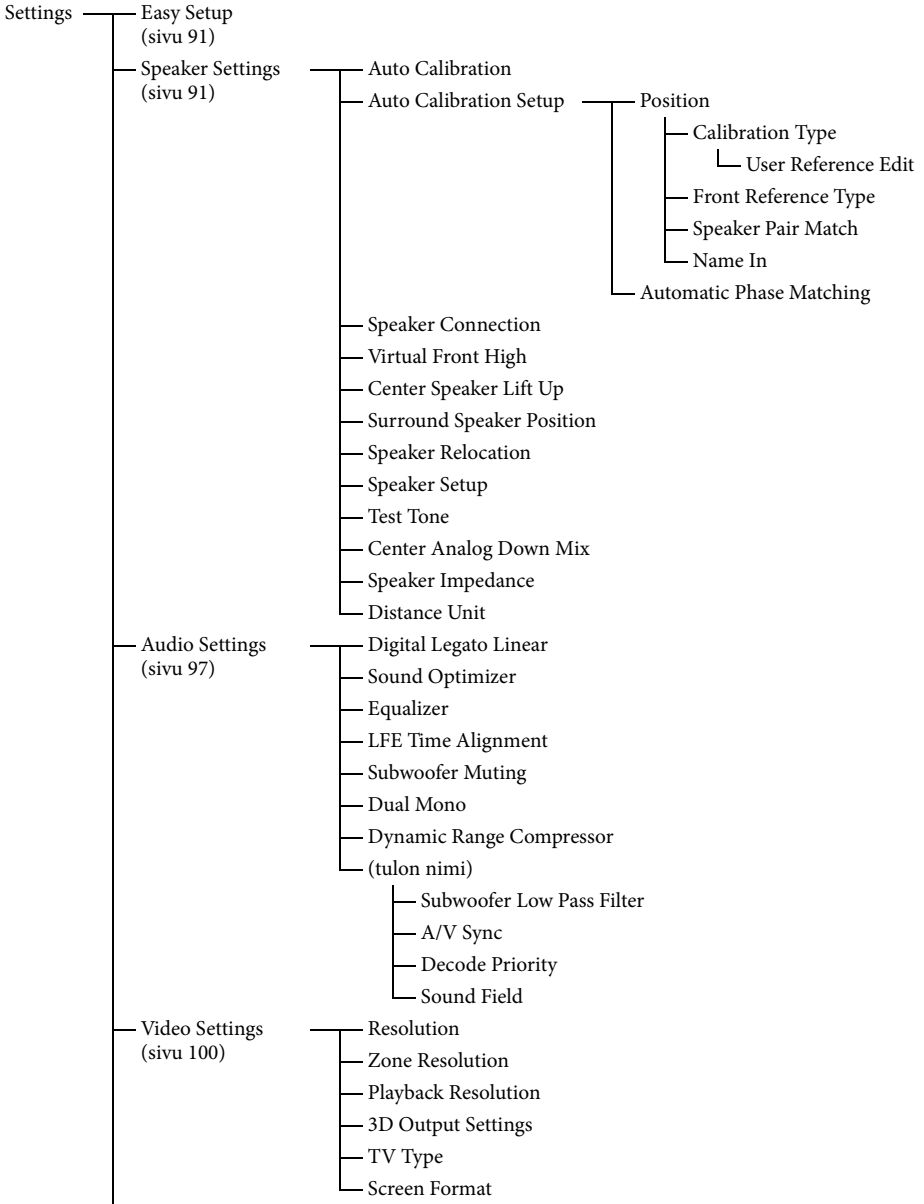 Settings
Easy Setup
(sivu 91)
Speaker Settings
(sivu 91)
Auto Calibration
Auto Calibration Setup
Position
Calibration Type
User Reference Edit
Front Reference Type
Speaker Pair Match
Name In
Automatic Phase Matching
Speaker Connection
Virtual Front High
Center Speaker Lift Up
Surround Speaker Position
Speaker Relocation
Speaker Setup
Test Tone
Center Analog Down Mix
Speaker Impedance
Distance Unit
Audio Settings
(sivu 97)
Digital Legato Linear
Sound Optimizer
Equalizer
LFE Time Alignment
Subwoofer Muting
Dual Mono
Dynamic Range Compressor
(tulon nimi)
Subwoofer Low Pass Filter
A/V Sync
Decode Priority
Sound Field
Video Settings
(sivu 100)
Resolution
Zone Resolution
Playback Resolution
3D Output Settings
TV Type
Screen Format